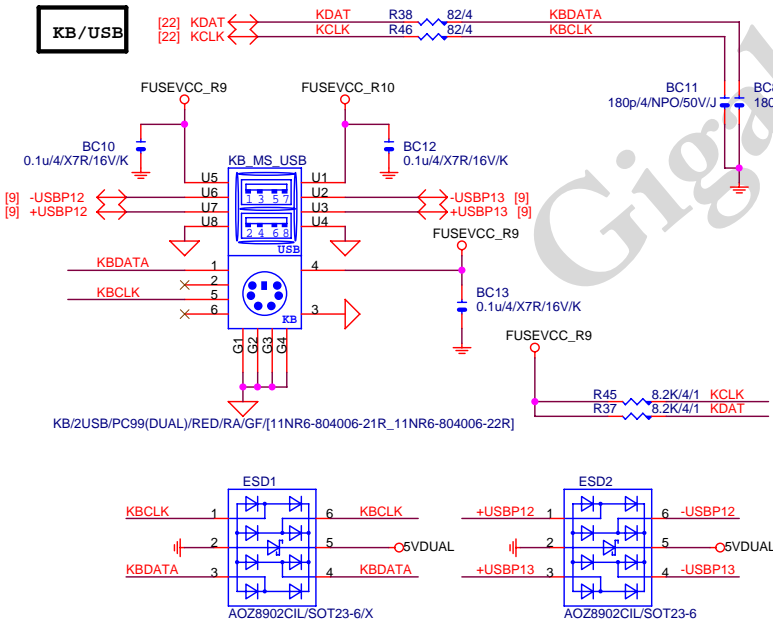 KB/USB
[22] KDAT KDAT R38 82/4 KBDATA
[22] KCLK KCLK R46 82/4 KBCLK
FUSEVCC_R9 FUSEVCC_R10
BC11
180p/4/NPO/50V/J
180
BC10
0.1u/4/X7R/16V/K
BC12
0.1u/4/X7R/16V/K
KB_MS_USB
U5 U1
[9] -USBP12 U6 U2 -USBP13 [9]
[9] +USBP12 U7 U3 +USBP13 [9]
U8 U4
1 3 5 7
2 4 6 8
USB
FUSEVCC_R9
KBDATA 1 4
2
KBCLK 5
6 3
KB
BC13
0.1u/4/X7R/16V/K
G1 G2 G3 G4
FUSEVCC_R9
R45 8.2K/4/1 KCLK
R37 8.2K/4/1 KDAT
KB/2USB/PC99(DUAL)/RED/RA/GF/[11NR6-804006-21R_11NR6-804006-22R]
ESD1 ESD2
KBCLK 1 6 KBCLK +USBP12 1 6 -USBP12
2 5 5VDUAL 2 5 5VDUAL
KBDATA 3 4 KBDATA +USBP13 3 4 -USBP13
AOZ8902CIL/SOT23-6/X AOZ8902CIL/SOT23-6
Giga